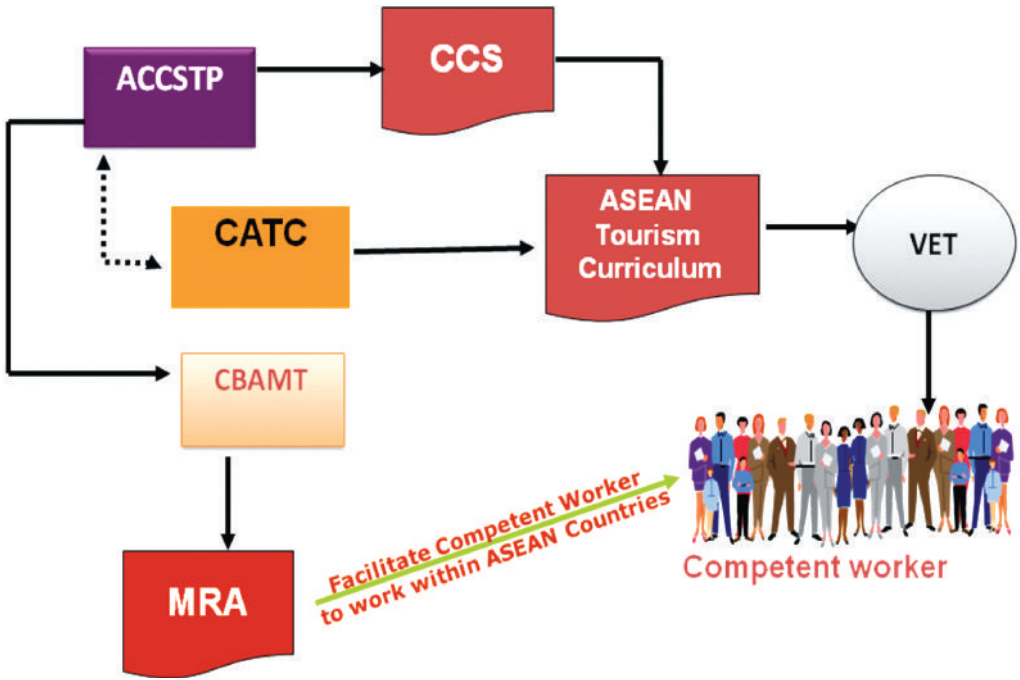 ACCSTP
CCS
CATC
ASEAN
Tourism
Curriculum
VET
CBAMT
MRA
Facilitate Competent Worker
to work within ASEAN Countries
Competent worker